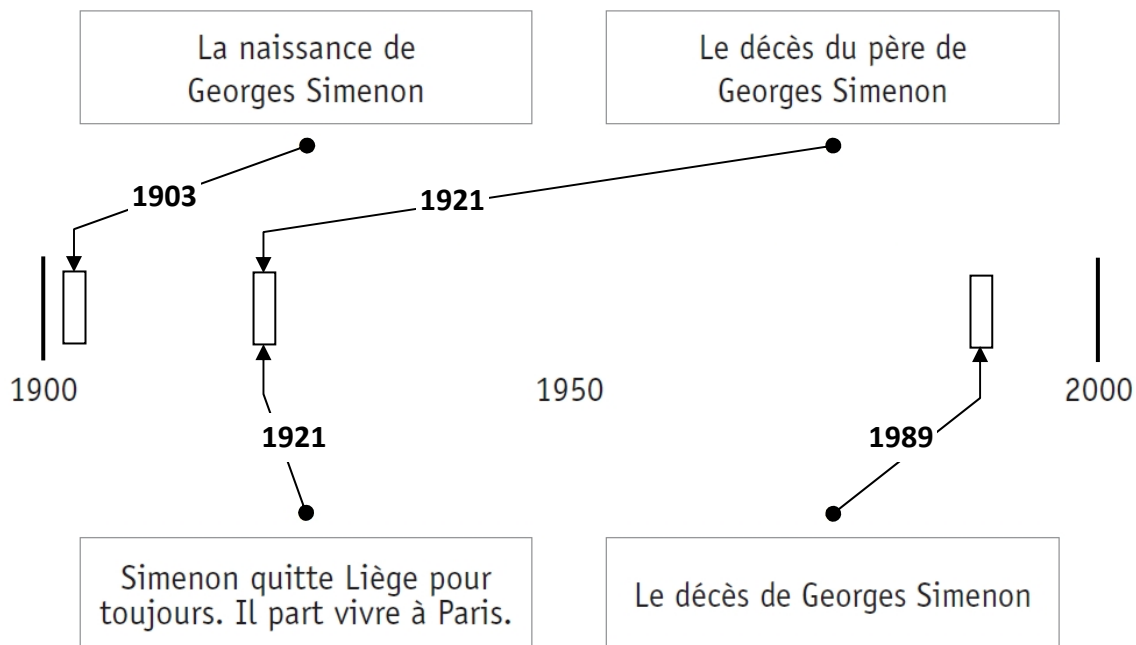 La naissance de
Georges Simenon
Le décès du père de
Georges Simenon
1903
1921
1900
1950
2000
1921
1989
Simenon quitte Liège pour
toujours. Il part vivre à Paris.
Le décès de Georges Simenon